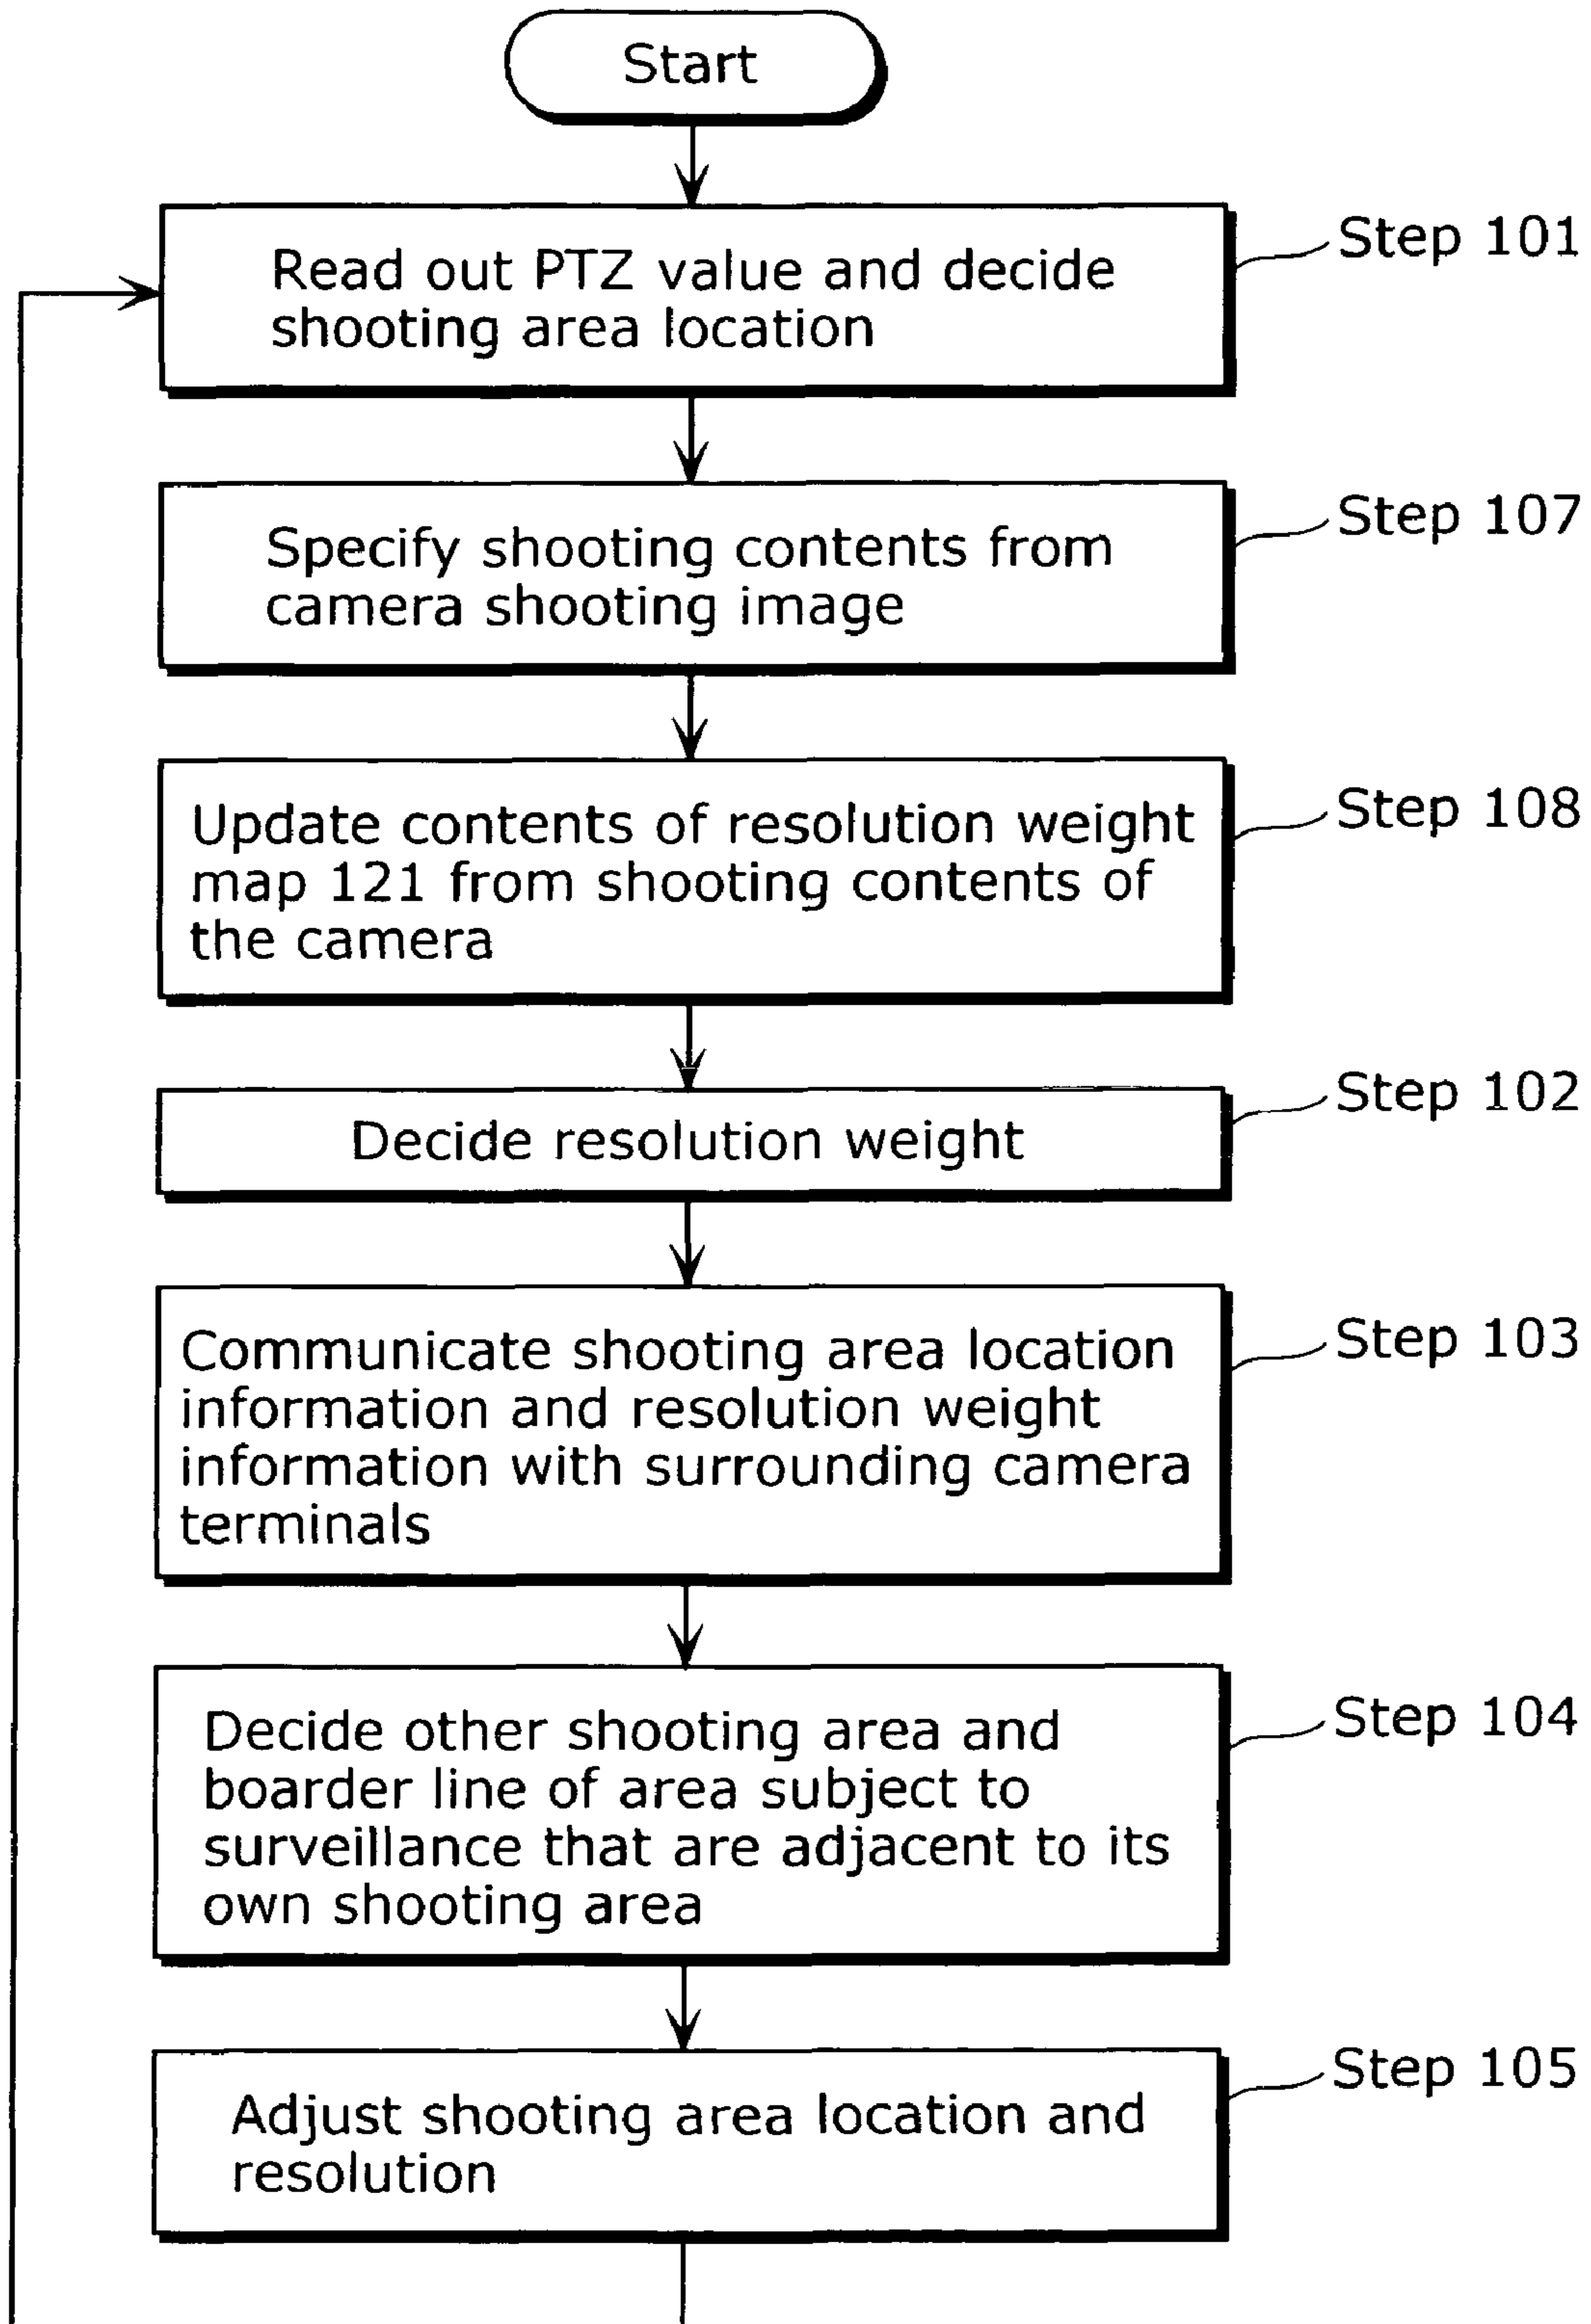 Start
Read out PTZ value and decide
shooting area location
Step 101
Specify shooting contents from
camera shooting image
Step 107
Update contents of resolution weight
map 121 from shooting contents of
the camera
Step 108
Decide resolution weight
Step 102
Communicate shooting area location
information and resolution weight
information with surrounding camera
terminals
Step 103
Decide other shooting area and
boarder line of area subject to
surveillance that are adjacent to its
own shooting area
Step 104
Adjust shooting area location and
resolution
Step 105